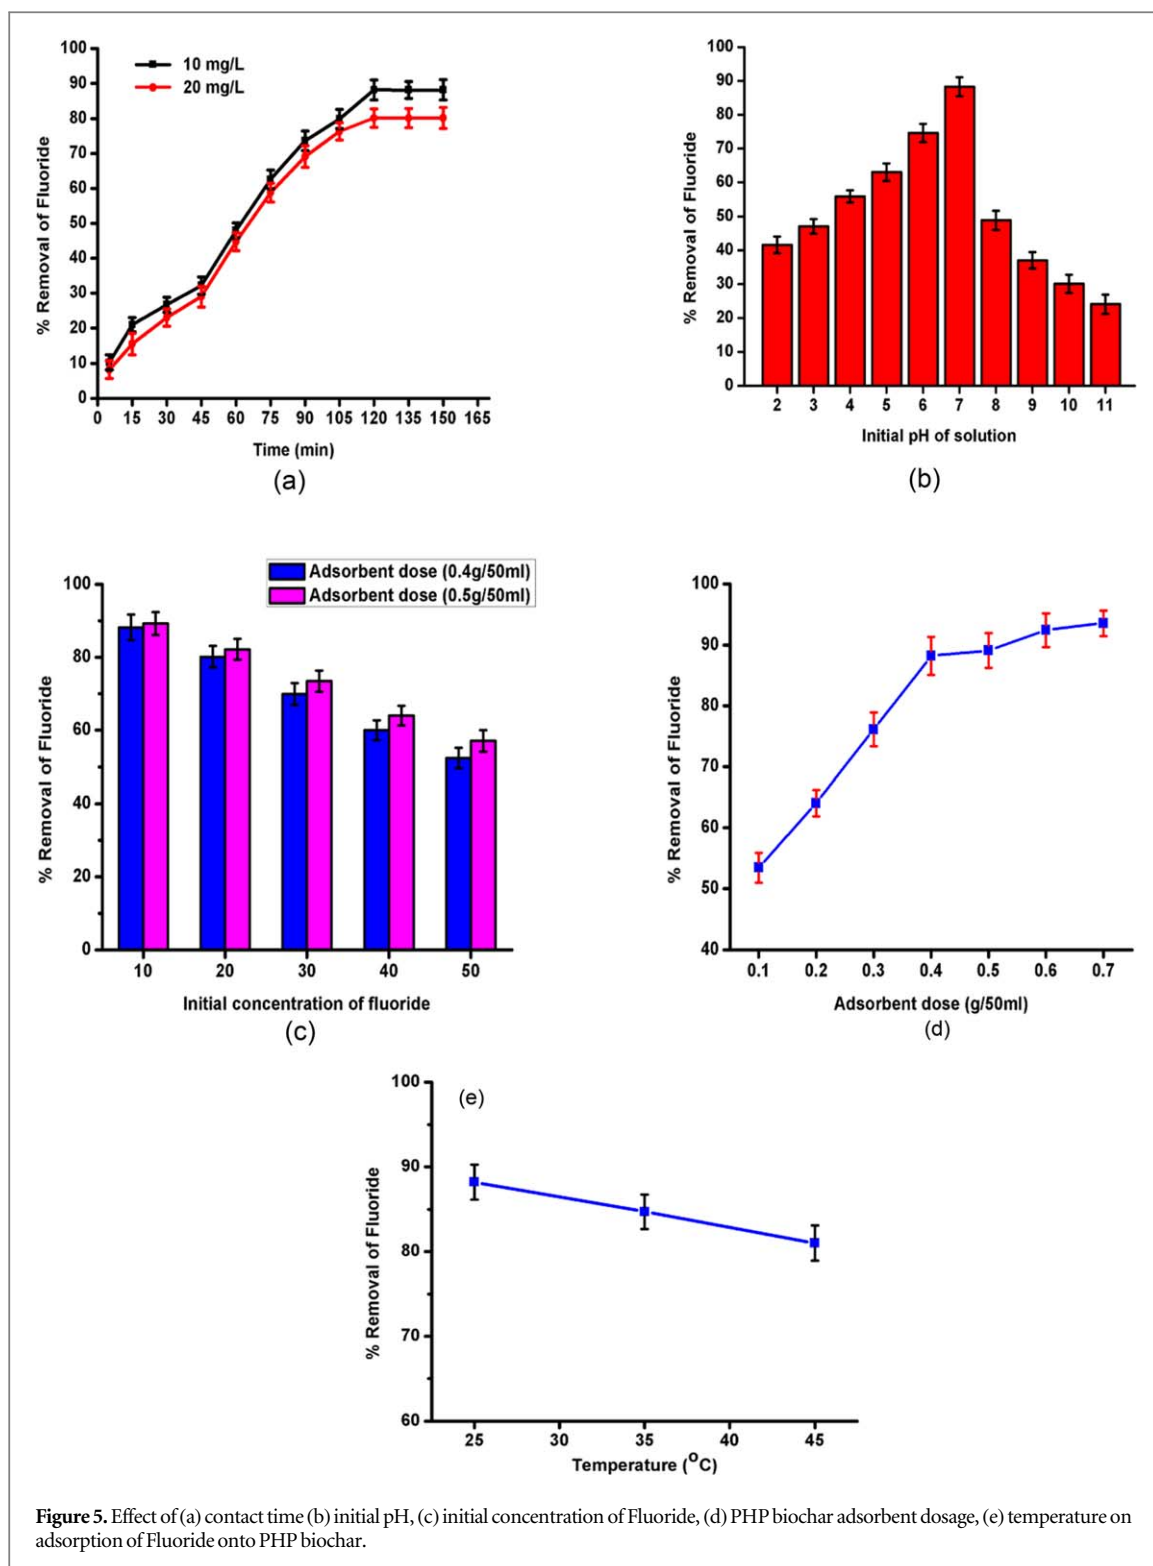 100
90
80
70
60
50
40
30
20
10
0
% Removal of Fluoride
10 mg/L
20 mg/L
0 15 30 45 60 75 90 105 120 135 150 165
Time (min)
(a)
100
90
80
70
60
50
40
30
20
10
0
% Removal of Fluoride
2 3 4 5 6 7 8 9 10 11
Initial pH of solution
(b)
Adsorbent dose (0.4g/50ml)
Adsorbent dose (0.5g/50ml)
100
80
60
40
20
0
% Removal of Fluoride
10 20 30 40 50
Initial concentration of fluoride
(c)
100
90
80
70
60
50
40
% Removal of Fluoride
0.1 0.2 0.3 0.4 0.5 0.6 0.7
Adsorbent dose (g/50ml)
(d)
100
90
80
70
60
% Removal of Fluoride
(e)
25 30 35 40 45
Temperature (°C)
Figure 5. Effect of (a) contact time (b) initial pH, (c) initial concentration of Fluoride, (d) PHP biochar adsorbent dosage, (e) temperature on
adsorption of Fluoride onto PHP biochar.